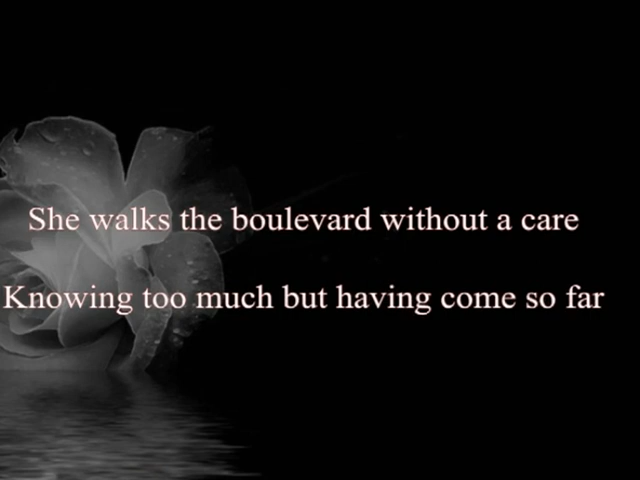 She walks the boulevard without a care
Knowing too much but having come so far